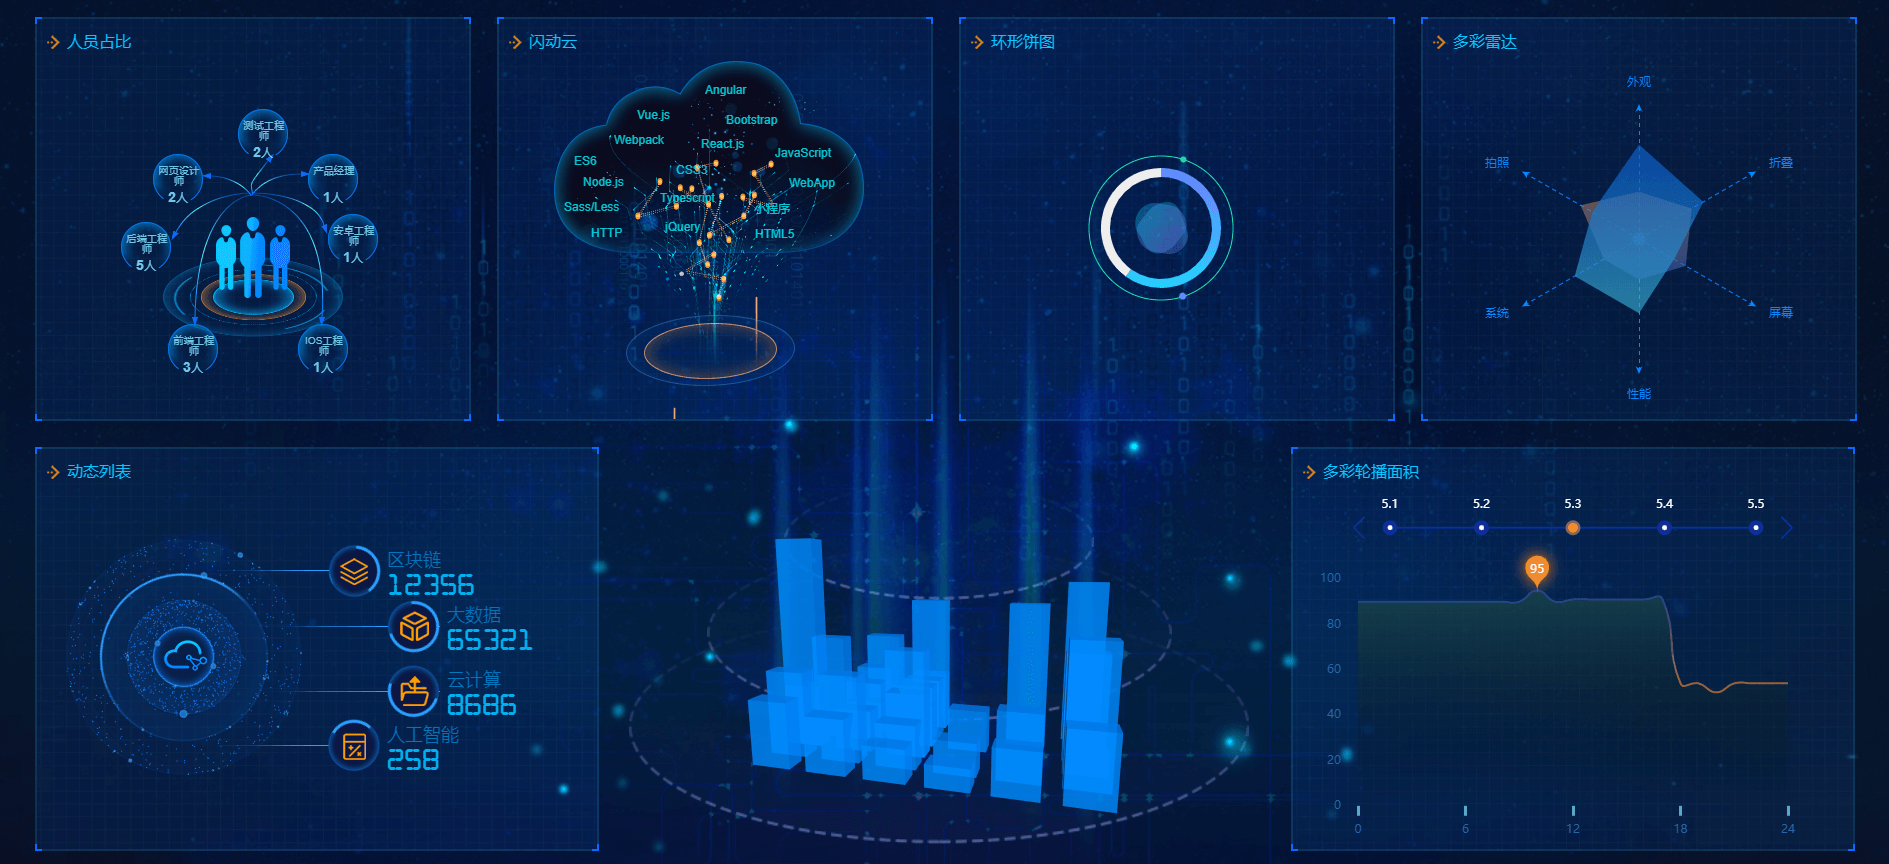 人员占比
测试工程
师
2人
网页设计
师
2人
产品经理
1人
后端工程
师
5人
安卓工程
师
1人
前端工程
师
3人
IOS工程
师
1人
闪动云
Angular
Vue.js
Bootstrap
Webpack
React.js
JavaScript
ES6
CSS3
Node.js
WebApp
Typescript
Sass/Less
小程序
jQuery
HTTP
HTML5
环形饼图
多彩雷达
外观
拍照
折叠
系统
屏幕
性能
动态列表
区块链
12356
大数据
65321
云计算
8686
人工智能
258
多彩轮播面积
5.1 5.2 5.3 5.4 5.5
95
100
80
60
40
20
0
0 6 12 18 24